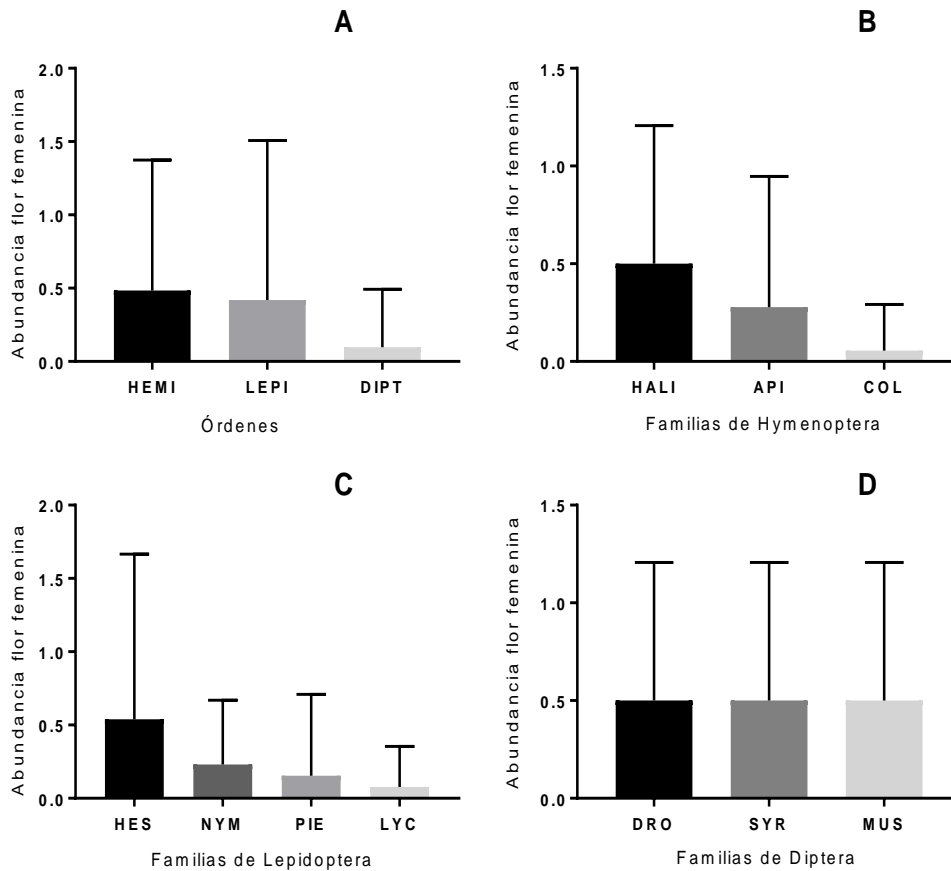 A
Abundancia flor femenina
2.0
1.5
1.0
0.5
0.0
HEMI LEPI DIPT
Órdenes
B
Abundancia flor femenina
1.5
1.0
0.5
0.0
HALI API COL
Familias de Hymenoptera
C
Abundancia flor femenina
2.0
1.5
1.0
0.5
0.0
HES NYM PIE LYC
Familias de Lepidoptera
D
Abundancia flor femenina
1.5
1.0
0.5
0.0
DRO SYR MUS
Familias de Diptera